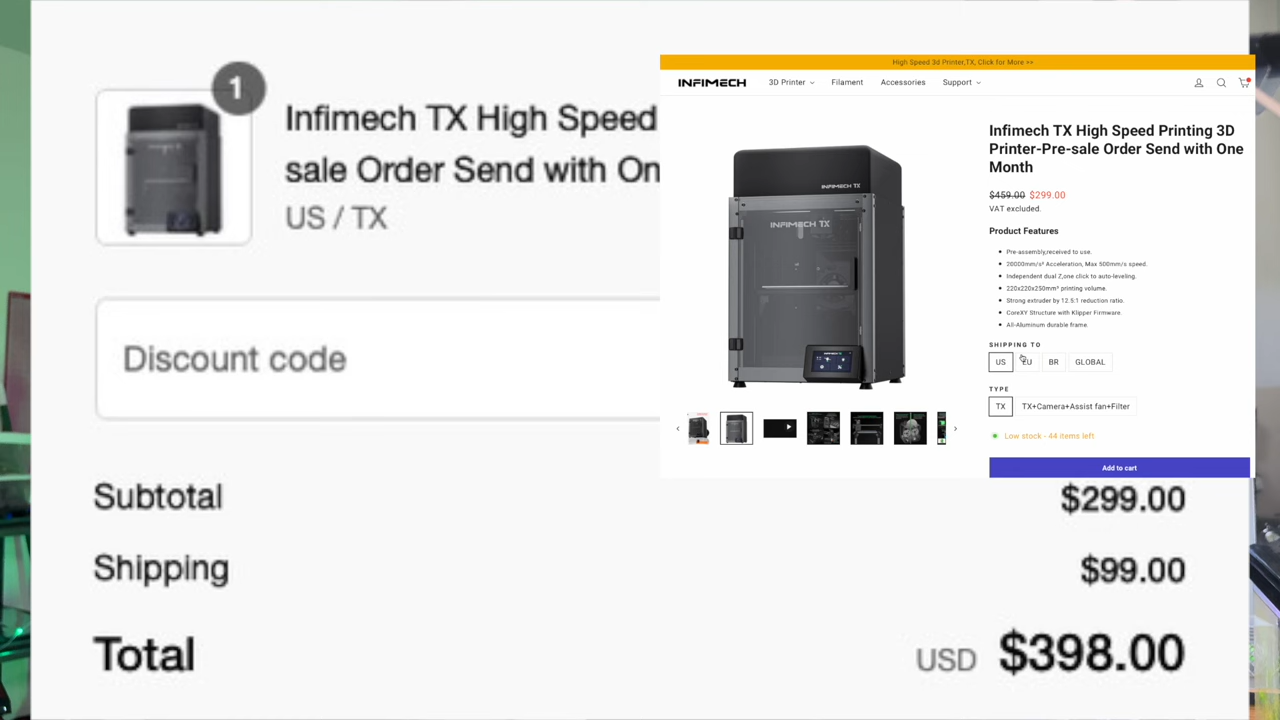 1
Infimech TX High Speed
sale Order Send with On
US / TX
Discount code
Subtotal
$299.00
Shipping
$99.00
Total
USD $398.00
High Speed 3d Printer,TX, Click for More >>
INFIMECH
3D Printer
Filament
Accessories
Support
INFIMECH TX
INFIMECH TX
Infimech TX High Speed Printing 3D
Printer-Pre-sale Order Send with One
Month
$459.00 $299.00
VAT excluded.
Product Features
Pre-assembly,received to use.
20000mm/s² Acceleration, Max 500mm/s speed.
Independent dual Z,one click to auto-leveling.
220x220x250mm³ printing volume.
Strong extruder by 12.5:1 reduction ratio.
CoreXY Structure with Klipper Firmware.
All-Aluminum durable frame.
SHIPPING TO
US EU BR GLOBAL
TYPE
TX TX+Camera+Assist fan+Filter
Low stock - 44 items left
Add to cart